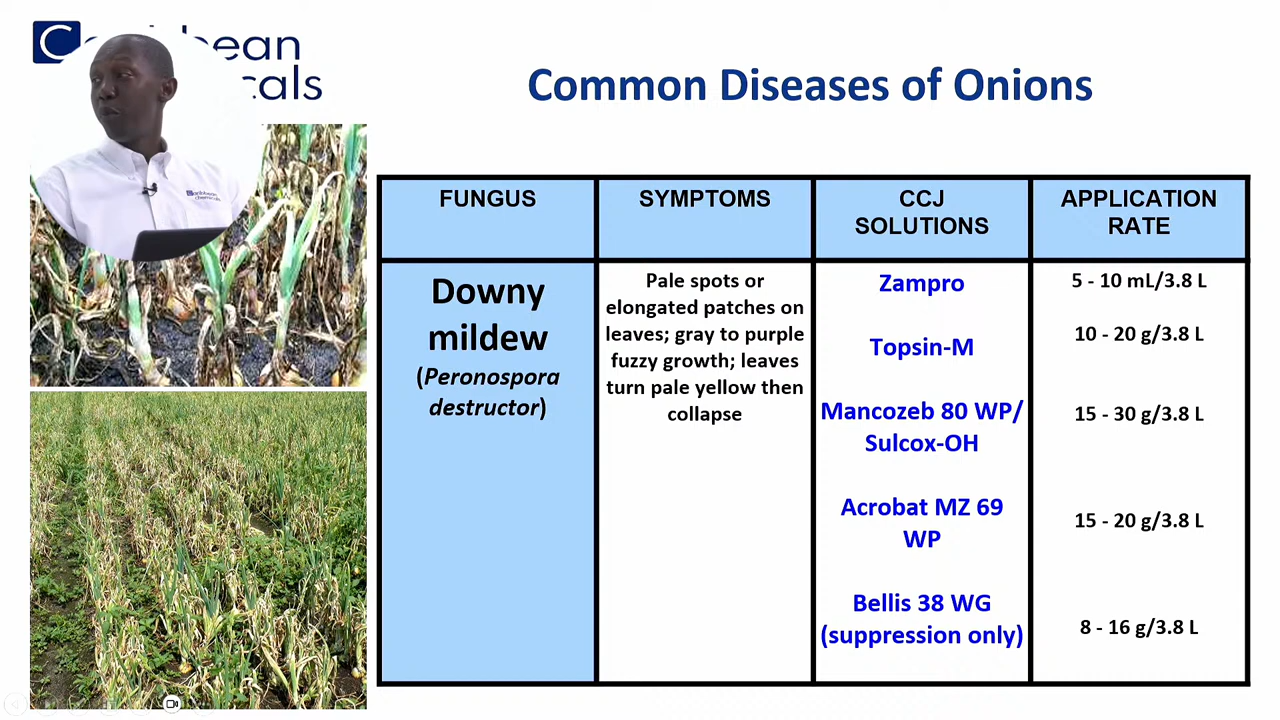 Common Diseases of Onions
FUNGUS
SYMPTOMS
CCJ
SOLUTIONS
APPLICATION
RATE
Downy
mildew
(Peronospora
destructor)
Pale spots or
elongated patches on
leaves; gray to purple
fuzzy growth; leaves
turn pale yellow then
collapse
Zampro
Topsin-M
Mancozeb 80 WP/
Sulcox-OH
Acrobat MZ 69
WP
Bellis 38 WG
(suppression only)
5 - 10 mL/3.8 L
10 - 20 g/3.8 L
15 - 30 g/3.8 L
15 - 20 g/3.8 L
8 - 16 g/3.8 L